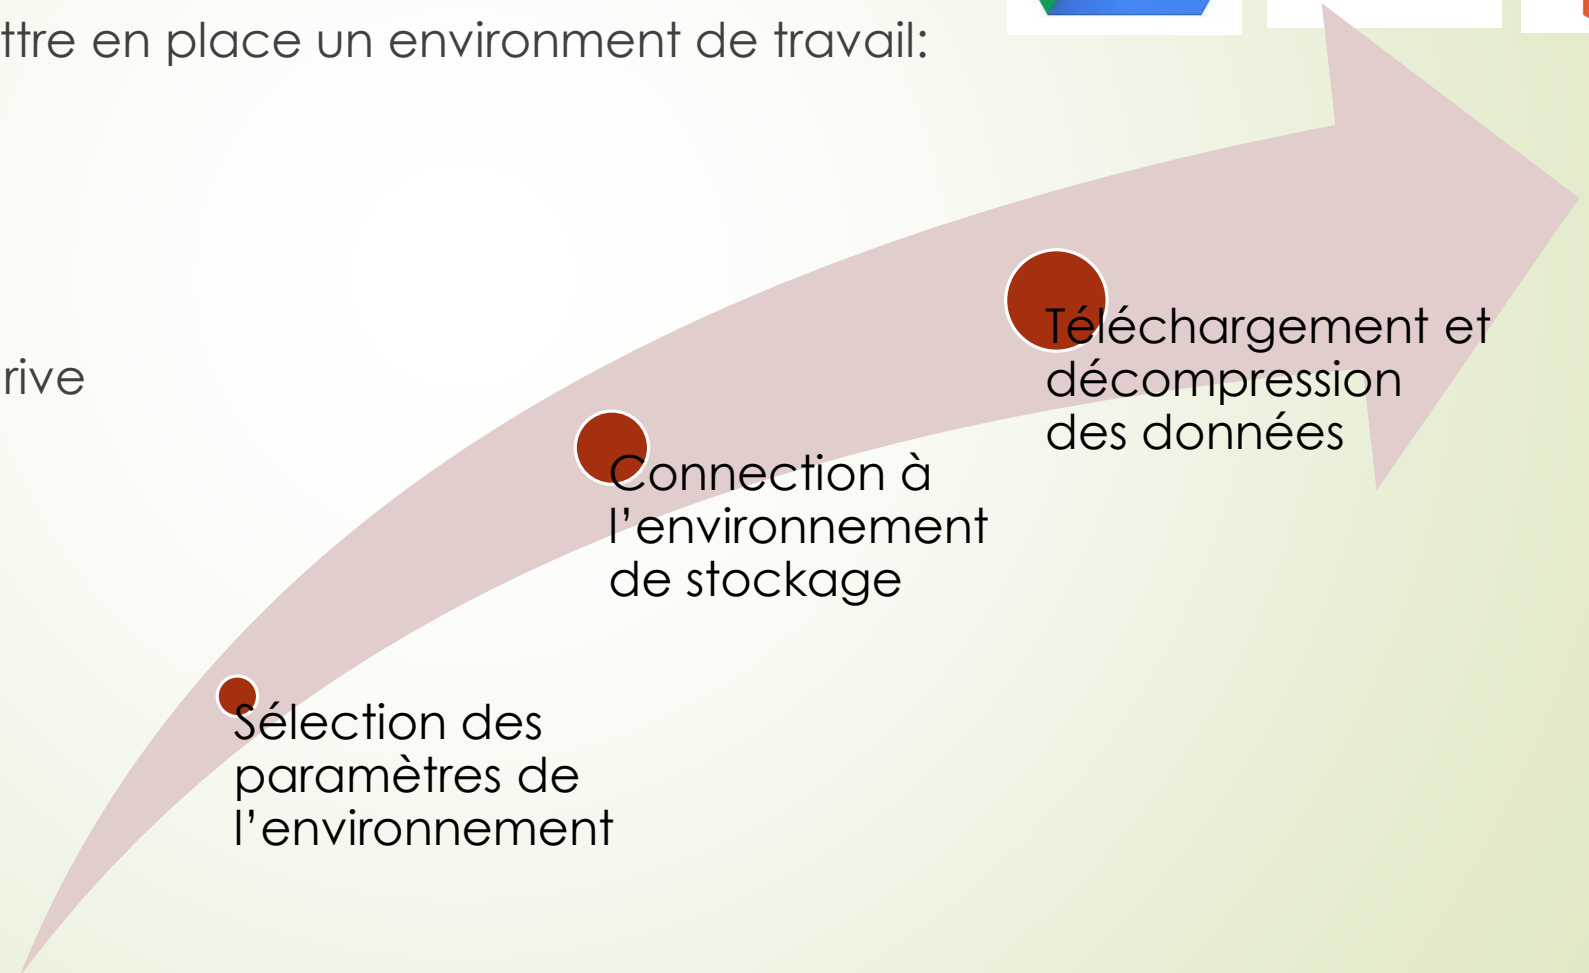 ttre en place un environment de travail:
rive
Téléchargement et
décompression
des données
Connection à
l’environnement
de stockage
Sélection des
paramètres de
l’environnement